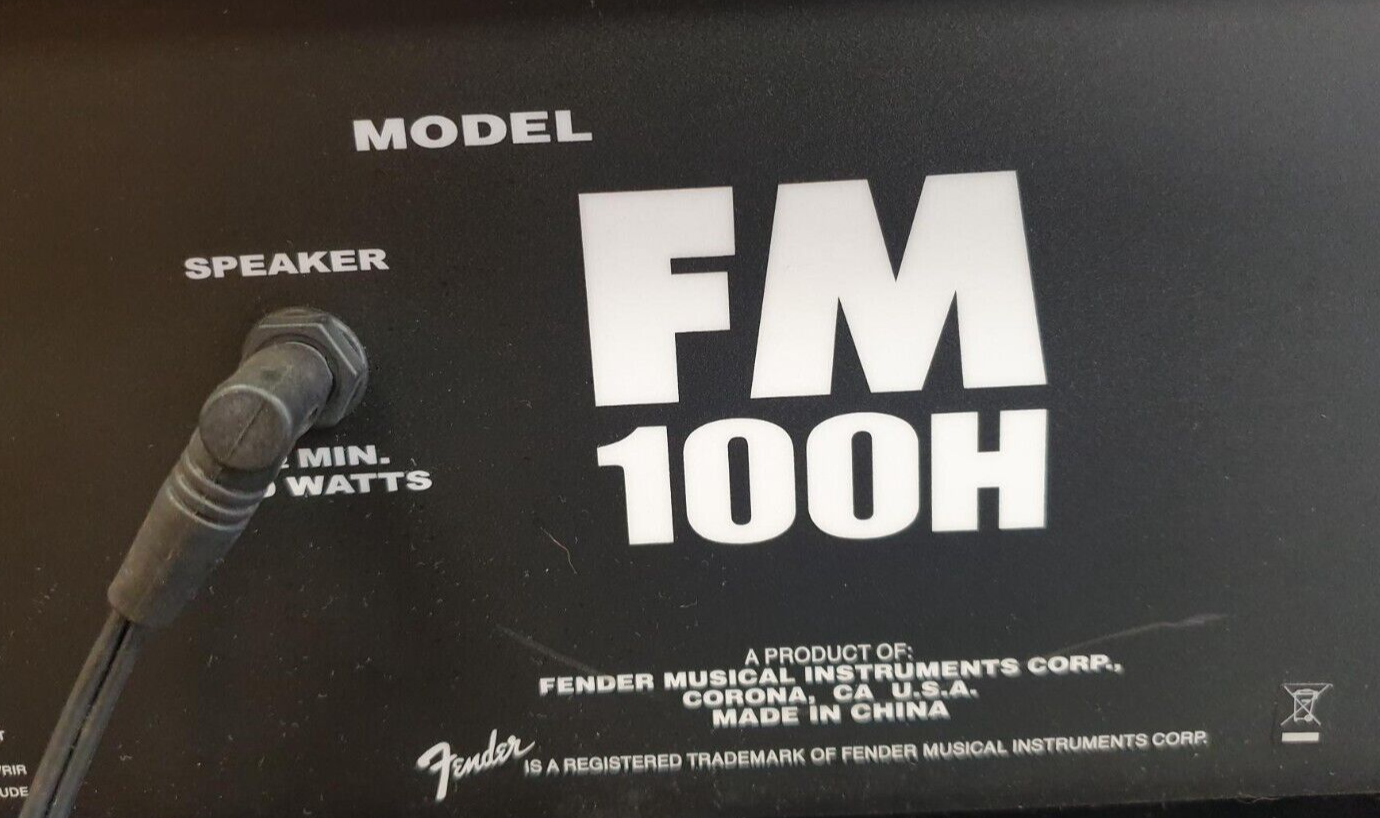 MODEL
SPEAKER
MIN.
WATTS
FM
100H
A PRODUCT OF:
FENDER MUSICAL INSTRUMENTS CORP.,
CORONA, CA U.S.A.
MADE IN CHINA
Fender IS A REGISTERED TRADEMARK OF FENDER MUSICAL INSTRUMENTS CORP.